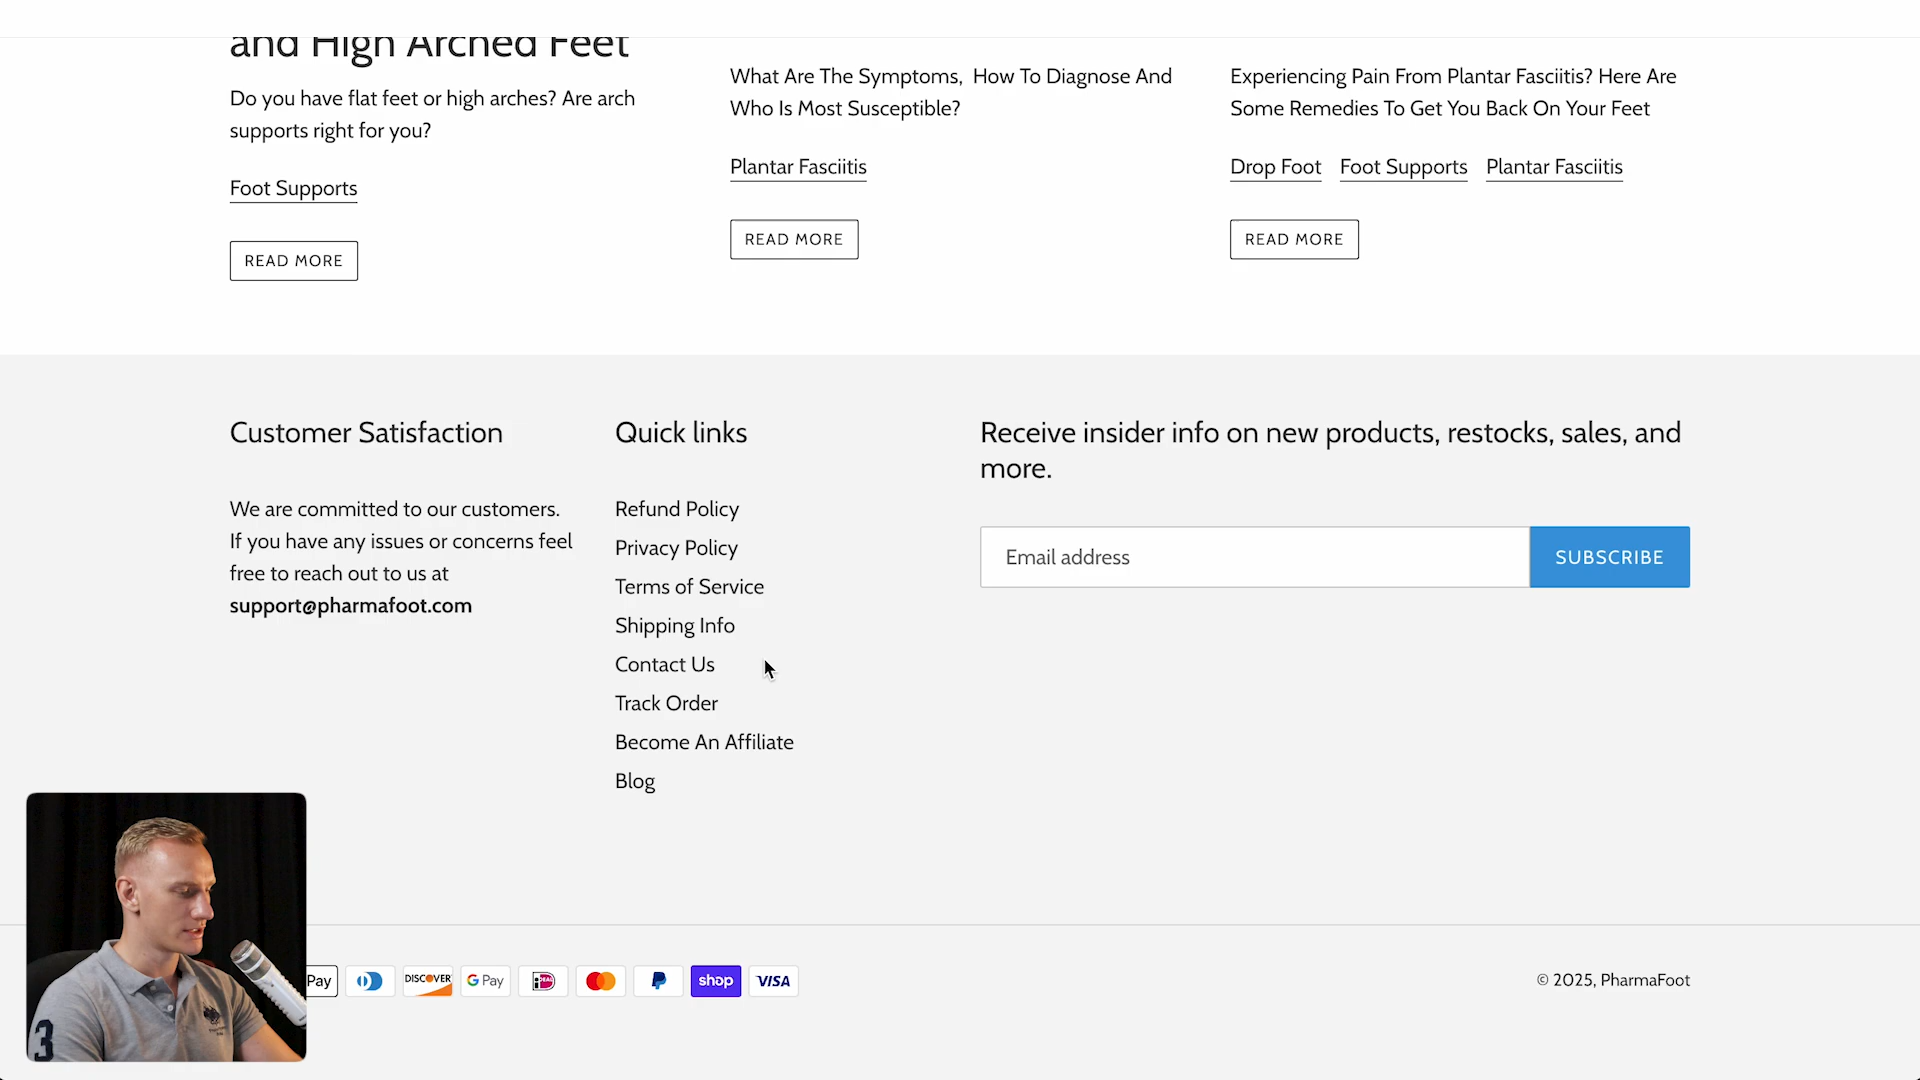 and High Arched Feet
Do you have flat feet or high arches? Are arch
supports right for you?
Foot Supports
READ MORE
What Are The Symptoms,  How To Diagnose And
Who Is Most Susceptible?
Plantar Fasciitis
READ MORE
Experiencing Pain From Plantar Fasciitis? Here Are
Some Remedies To Get You Back On Your Feet
Drop Foot Foot Supports Plantar Fasciitis
READ MORE
Customer Satisfaction
We are committed to our customers.
If you have any issues or concerns feel
free to reach out to us at
support@pharmafoot.com
Quick links
Refund Policy
Privacy Policy
Terms of Service
Shipping Info
Contact Us
Track Order
Become An Affiliate
Blog
Receive insider info on new products, restocks, sales, and
more.
Email address
SUBSCRIBE
3
Pay DISCOVER G Pay shop VISA
© 2025, PharmaFoot